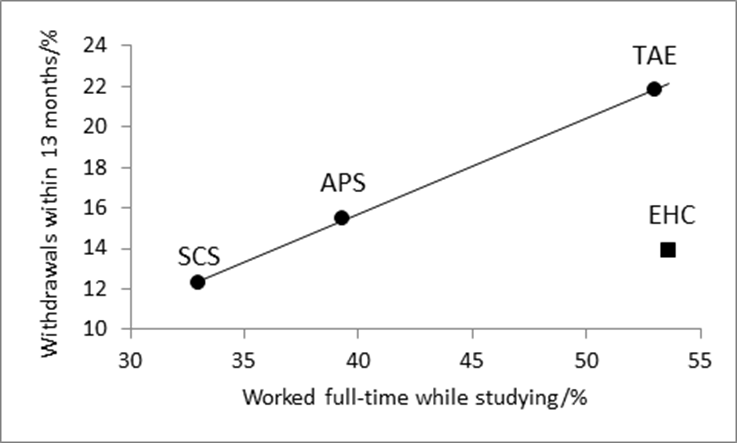 Withdrawals within 13 months/%
24
22
20
18
16
14
12
10
TAE
APS
EHC
SCS
30 35 40 45 50 55
Worked full-time while studying/%